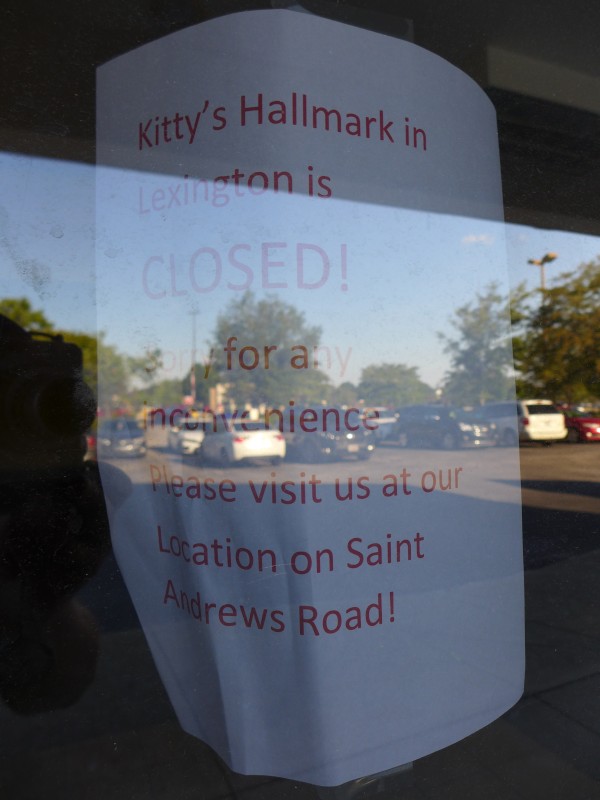 Kitty's Hallmark in
Lexington is
CLOSED!
Sorry for any
inconvenience
Please visit us at our
Location on Saint
Andrews Road!